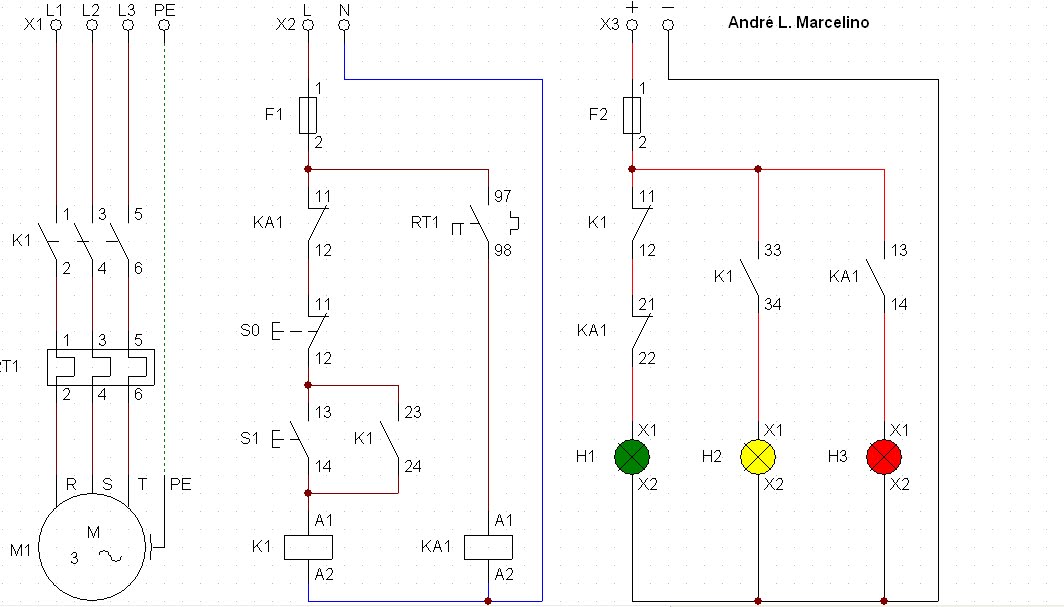 L1 L2 L3 PE L N + − André L. Marcelino
X1 X2 X3
1 1
F1 F2
2 2
11 97 11
1 3 5 KA1 RT1 K1
K1 12 98 12 33 13
2 4 6 K1 KA1
11 21 34 14
S0 KA1
1 3 5 12 22
T1
2 4 6
13 23 X1 X1 X1
S1 K1 H1 H2 H3
14 24 X2 X2 X2
R S T PE
A1 A1
M1 M 3 K1 KA1
A2 A2